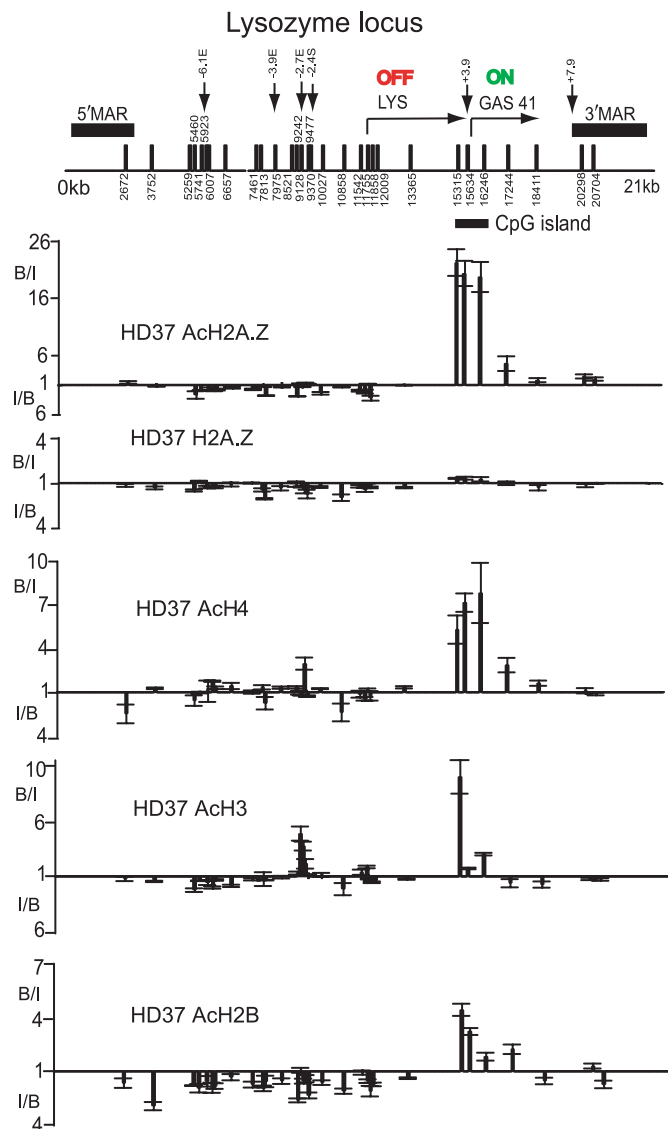 Lysozyme locus
-6.1E -3.9E -2.7E -2.4S +3.9 +7.9
OFF ON
LYS GAS 41
5′MAR 3′MAR
5460 5923 9242 9477
0kb 21kb
2672 3752 5259 5741 6007 6657 7461 7813 7975 8521 9128 9370 10027 10858 11542 11753 11858 12009 13365 15315 15634 16246 17244 18411 20298 20704
CpG island
26
B/I
16
HD37 AcH2A.Z
6
1
I/B
6
4
HD37 H2A.Z
B/I
1
I/B
4
10
B/I
7
HD37 AcH4
4
1
I/B
4
10
B/I
HD37 AcH3
6
1
I/B
6
7
B/I
4
HD37 AcH2B
1
I/B
4